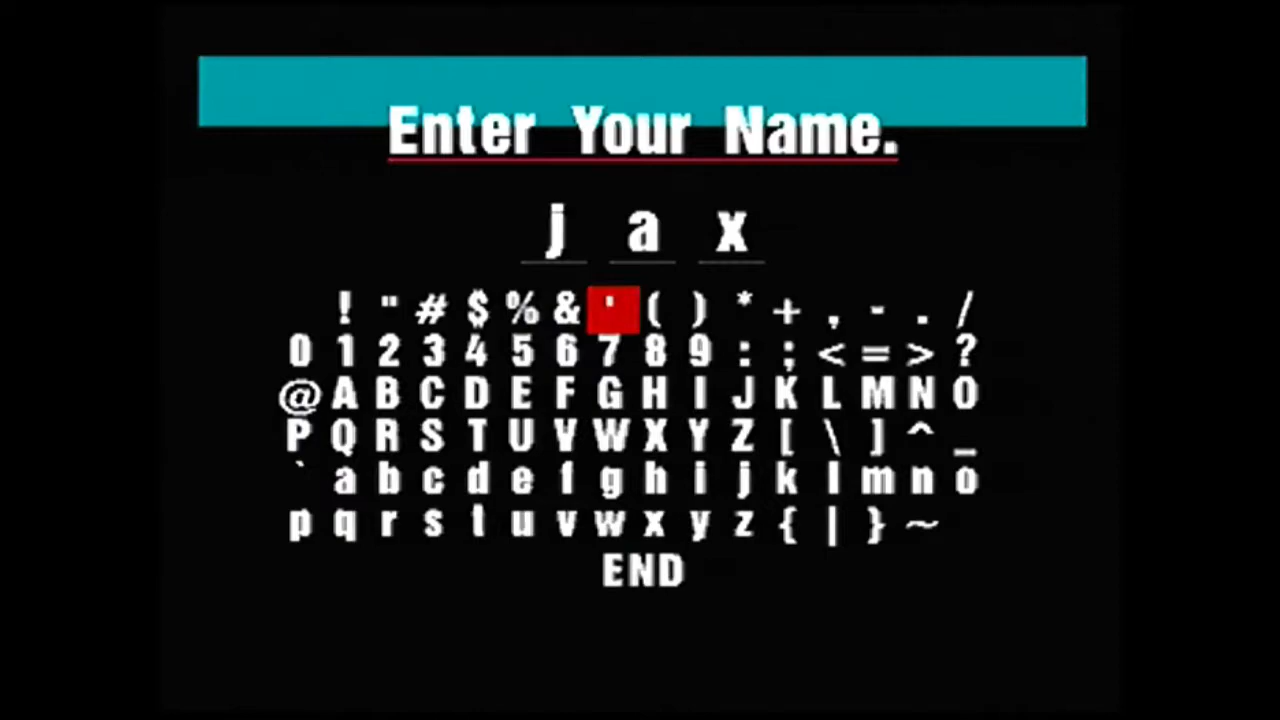 Enter Your Name.
j a x
! " # $ % & ' ( ) * + , - . /
0 1 2 3 4 5 6 7 8 9 : ; < = > ?
@ A B C D E F G H I J K L M N O
P Q R S T U V W X Y Z [ \ ] ^ _
` a b c d e f g h i j k l m n o
p q r s t u v w x y z { | } ~
END